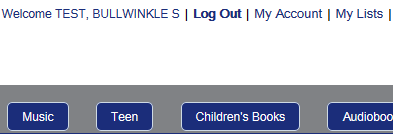 Welcome TEST, BULLWINKLE S | Log Out | My Account | My Lists |
Music Teen Children's Books